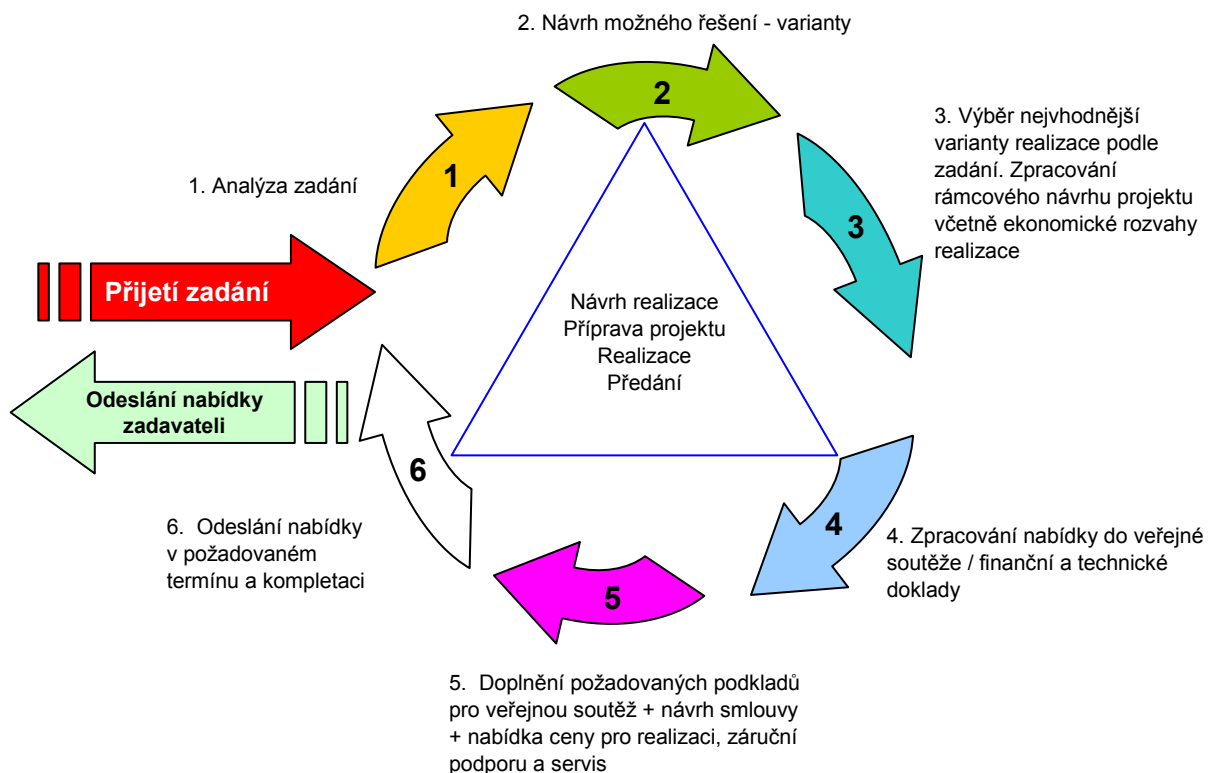 2. Návrh možného řešení - varianty
2
3. Výběr nejvhodnější
varianty realizace podle
zadání. Zpracování
rámcového návrhu projektu
včetně ekonomické rozvahy
realizace
1
1. Analýza zadání
3
Přijetí zadání
Návrh realizace
Příprava projektu
Realizace
Předání
Odeslání nabídky
zadavateli
6
4
6. Odeslání nabídky
v požadovaném
termínu a kompletaci
4. Zpracování nabídky do veřejné
soutěže / finanční a technické
doklady
5
5. Doplnění požadovaných podkladů
pro veřejnou soutěž + návrh smlouvy
+ nabídka ceny pro realizaci, záruční
podporu a servis